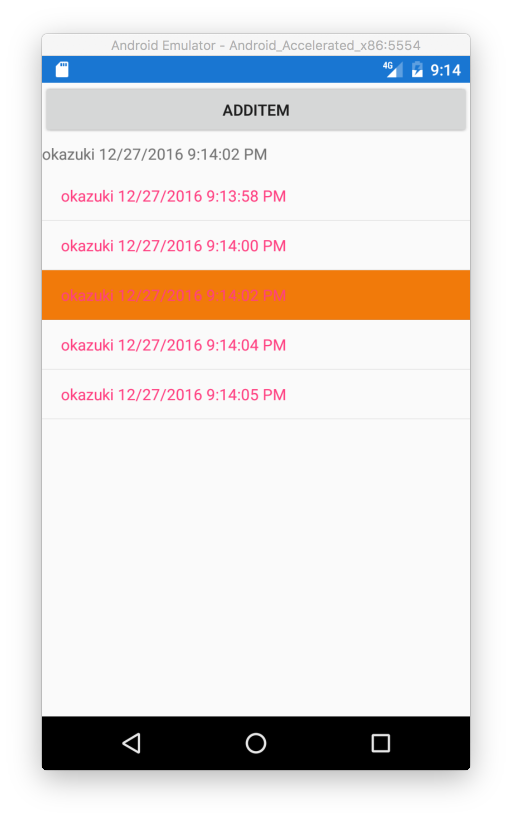 Android Emulator - Android_Accelerated_x86:5554
4G 9:14
ADDITEM
okazuki 12/27/2016 9:14:02 PM
okazuki 12/27/2016 9:13:58 PM
okazuki 12/27/2016 9:14:00 PM
okazuki 12/27/2016 9:14:02 PM
okazuki 12/27/2016 9:14:04 PM
okazuki 12/27/2016 9:14:05 PM